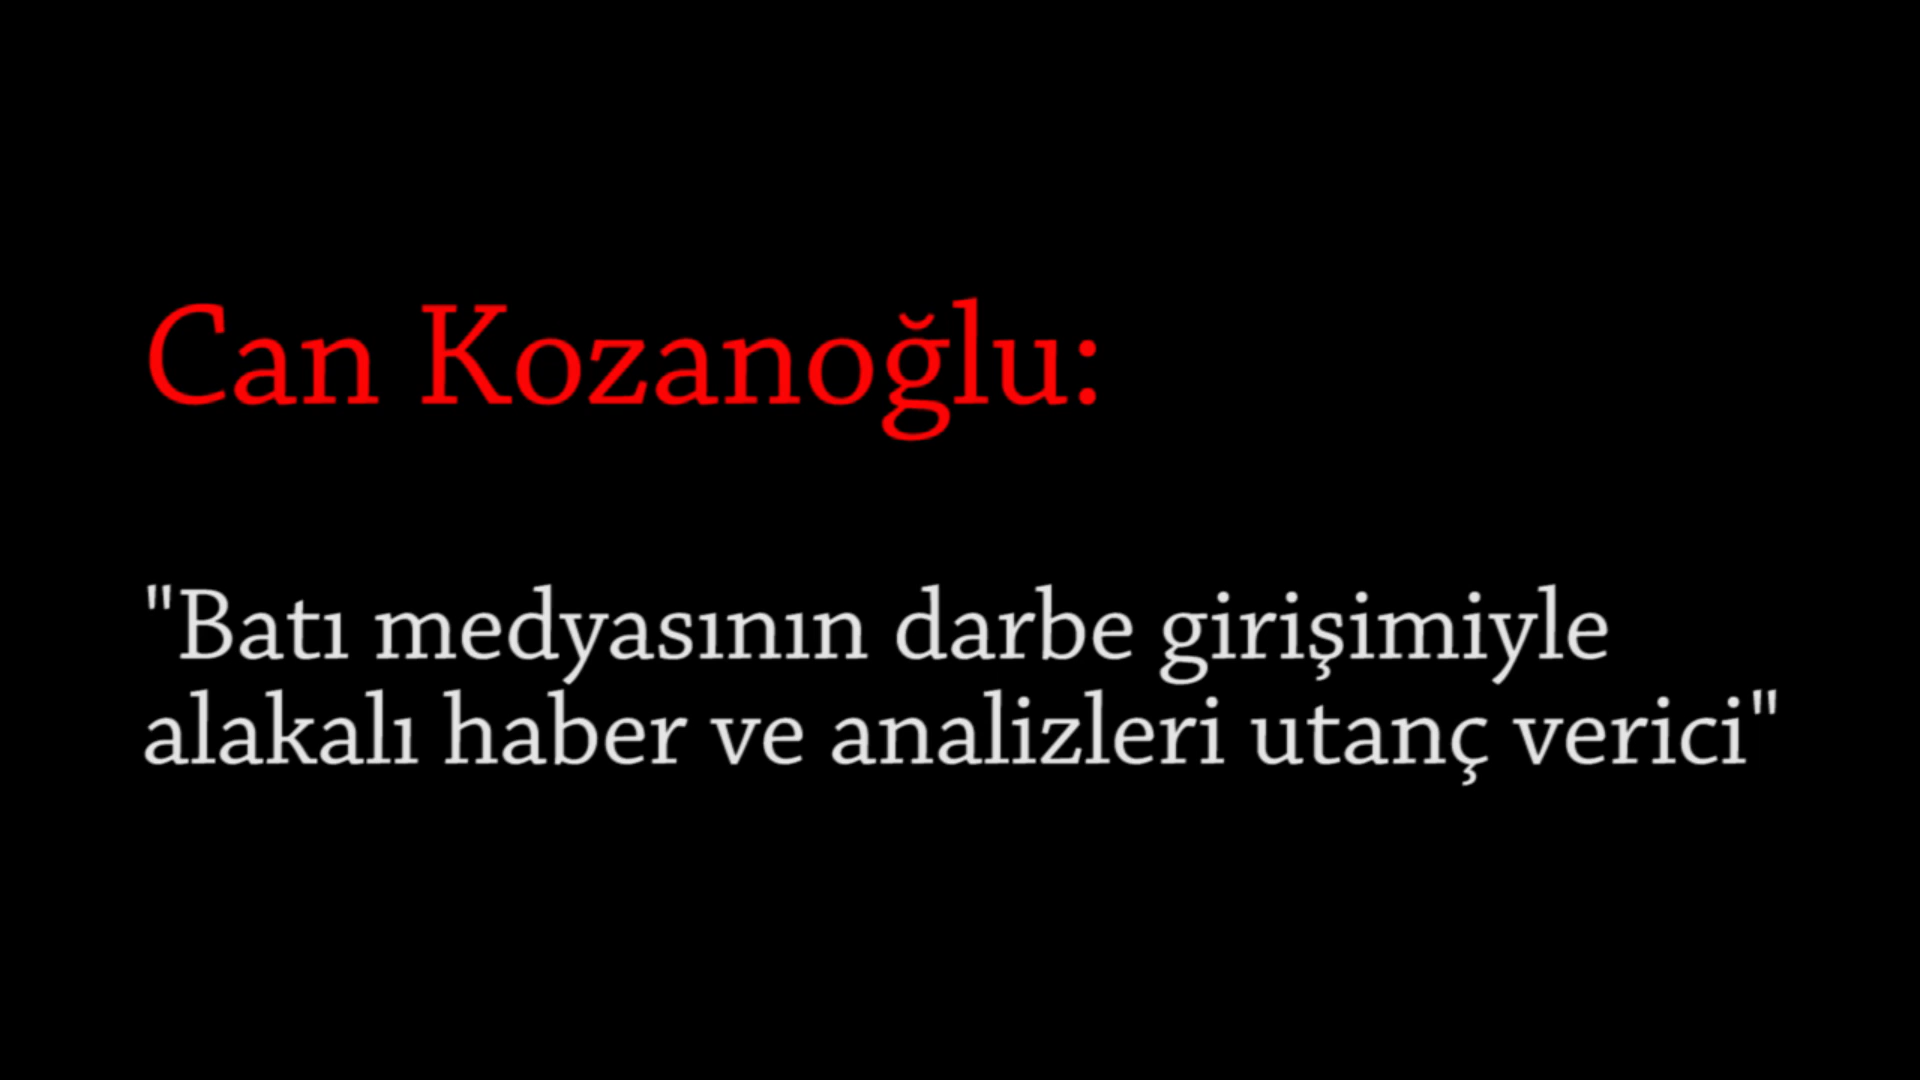 Can Kozanoğlu:
"Batı medyasının darbe girişimiyle
alakalı haber ve analizleri utanç verici"